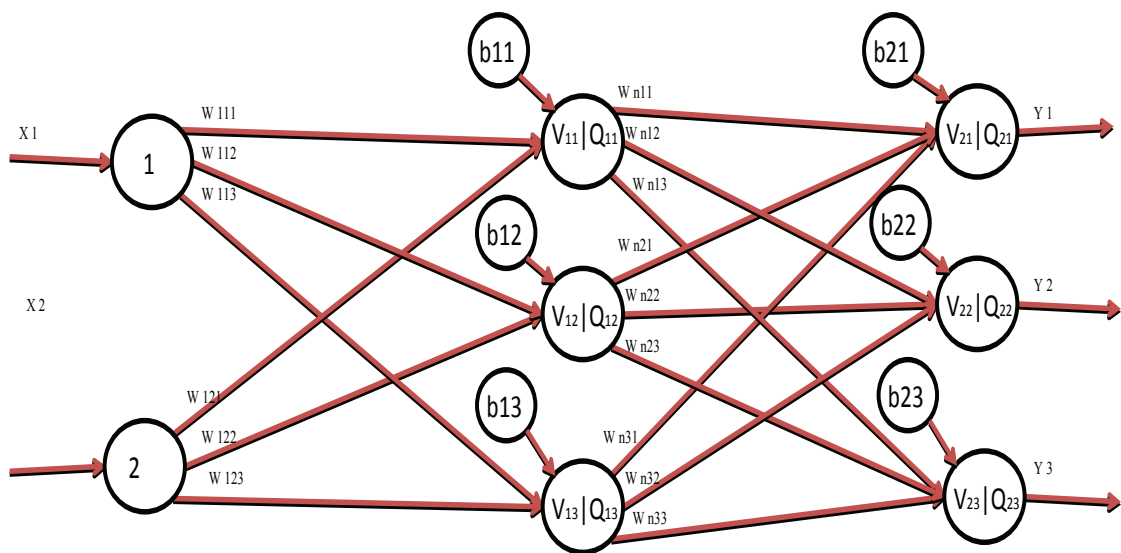 b11
b21
X 1
W 111
W 112
W 113
1
V11|Q11
W n11
W n12
W n13
V21|Q21
Y 1
b12
b22
X 2
W n21
W n22
W n23
V12|Q12
V22|Q22
Y 2
W 121
W 122
W 123
2
b13
b23
W n31
W n32
W n33
V13|Q13
V23|Q23
Y 3